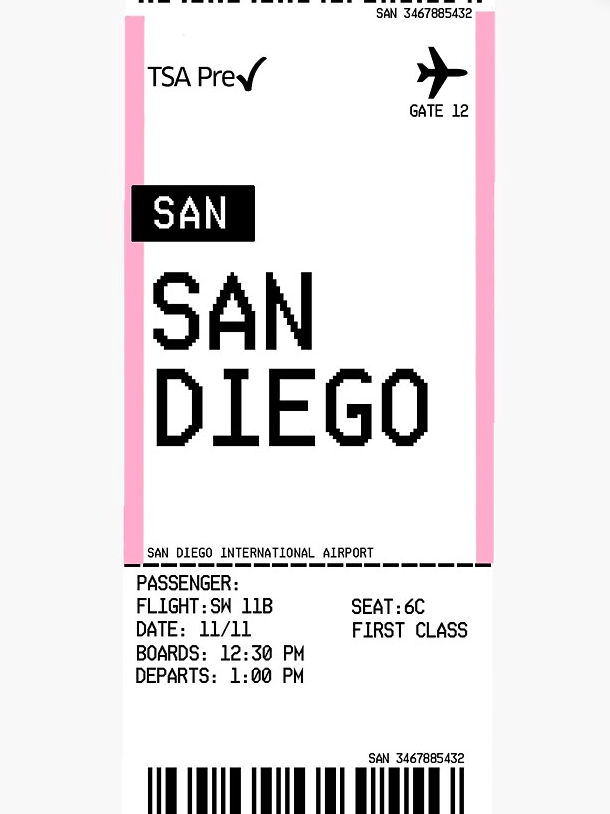 SAN 3467885432
TSA Pre✓
GATE 12
SAN
SAN
DIEGO
SAN DIEGO INTERNATIONAL AIRPORT
PASSENGER:
FLIGHT:SW 11B
SEAT:6C
DATE: 11/11
FIRST CLASS
BOARDS: 12:30 PM
DEPARTS: 1:00 PM
SAN 3467885432